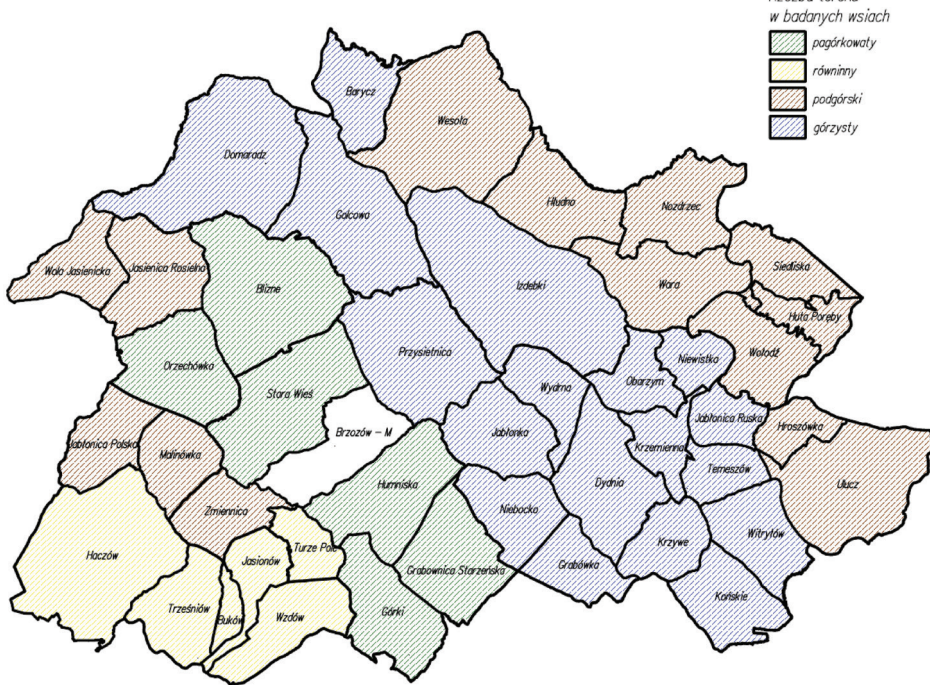 w badanych wsiach
pagórkowaty
równinny
podgórski
górzysty
Barycz
Wesoła
Domaradz
Golcowa
Hłudno
Nozdrzec
Wola Jasienicka
Jasienica Rosielna
Blizne
Izdebki
Wara
Siedliska
Huta Poręby
Przysietnica
Wołodź
Orzechówka
Stara Wieś
Wydrna
Obarzym
Niewistka
Brzozów – M
Jabłonka
Jabłonica Ruska
Hroszówka
Jabłonica Polska
Malinówka
Krzemienna
Humniska
Temeszów
Dydnia
Ulucz
Zmiennica
Niebocko
Witryłów
Krzywe
Haczów
Jasionów
Turze Pole
Grabownica Starzeńska
Grabówka
Końskie
Trześniów
Buków
Wzdów
Górki